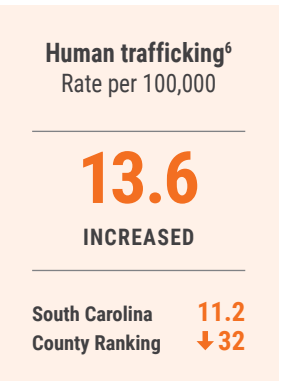 Human trafficking⁶
Rate per 100,000
13.6
INCREASED
South Carolina 11.2
County Ranking ↓ 32